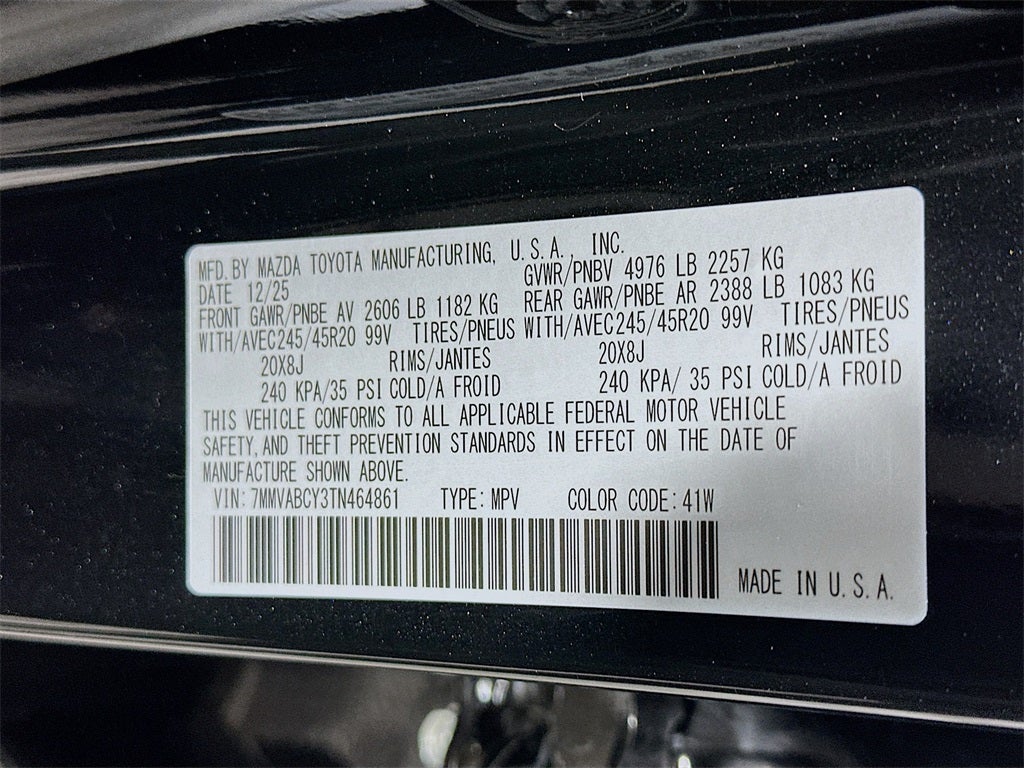 MFD. BY MAZDA TOYOTA MANUFACTURING, U.S.A., INC.
DATE 12/25 GVWR/PNBV 4976 LB 2257 KG
FRONT GAWR/PNBE AV 2606 LB 1182 KG REAR GAWR/PNBE AR 2388 LB 1083 KG
WITH/AVEC245/45R20 99V TIRES/PNEUS WITH/AVEC245/45R20 99V TIRES/PNEUS
20X8J RIMS/JANTES 20X8J RIMS/JANTES
240 KPA/35 PSI COLD/A FROID 240 KPA/ 35 PSI COLD/A FROID
THIS VEHICLE CONFORMS TO ALL APPLICABLE FEDERAL MOTOR VEHICLE
SAFETY, AND THEFT PREVENTION STANDARDS IN EFFECT ON THE DATE OF
MANUFACTURE SHOWN ABOVE.
VIN: 7MMVABCY3TN464861 TYPE: MPV COLOR CODE: 41W
MADE IN U.S.A.